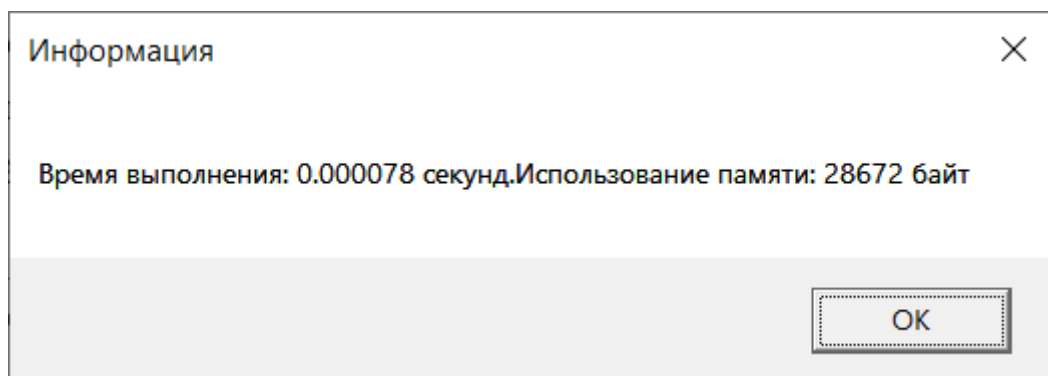 Информация
Время выполнения: 0.000078 секунд.Использование памяти: 28672 байт
OK